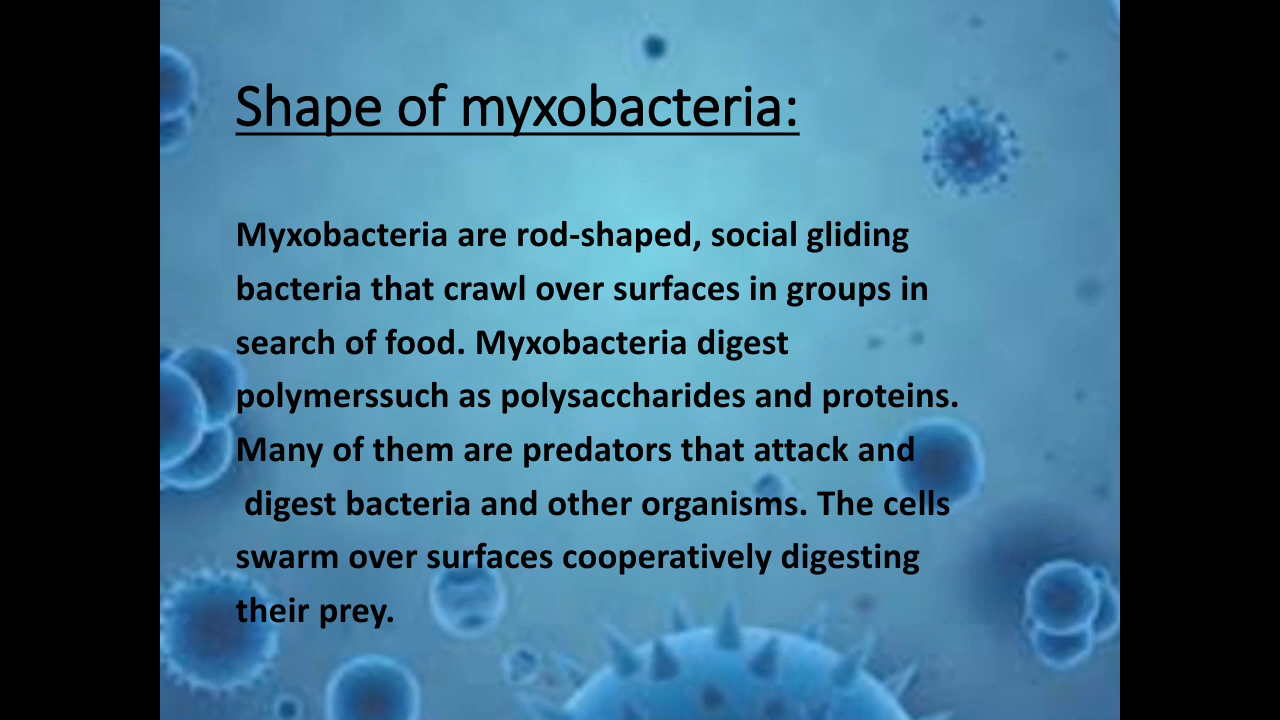 Shape of myxobacteria:
Myxobacteria are rod-shaped, social gliding
bacteria that crawl over surfaces in groups in
search of food. Myxobacteria digest
polymerssuch as polysaccharides and proteins.
Many of them are predators that attack and
digest bacteria and other organisms. The cells
swarm over surfaces cooperatively digesting
their prey.